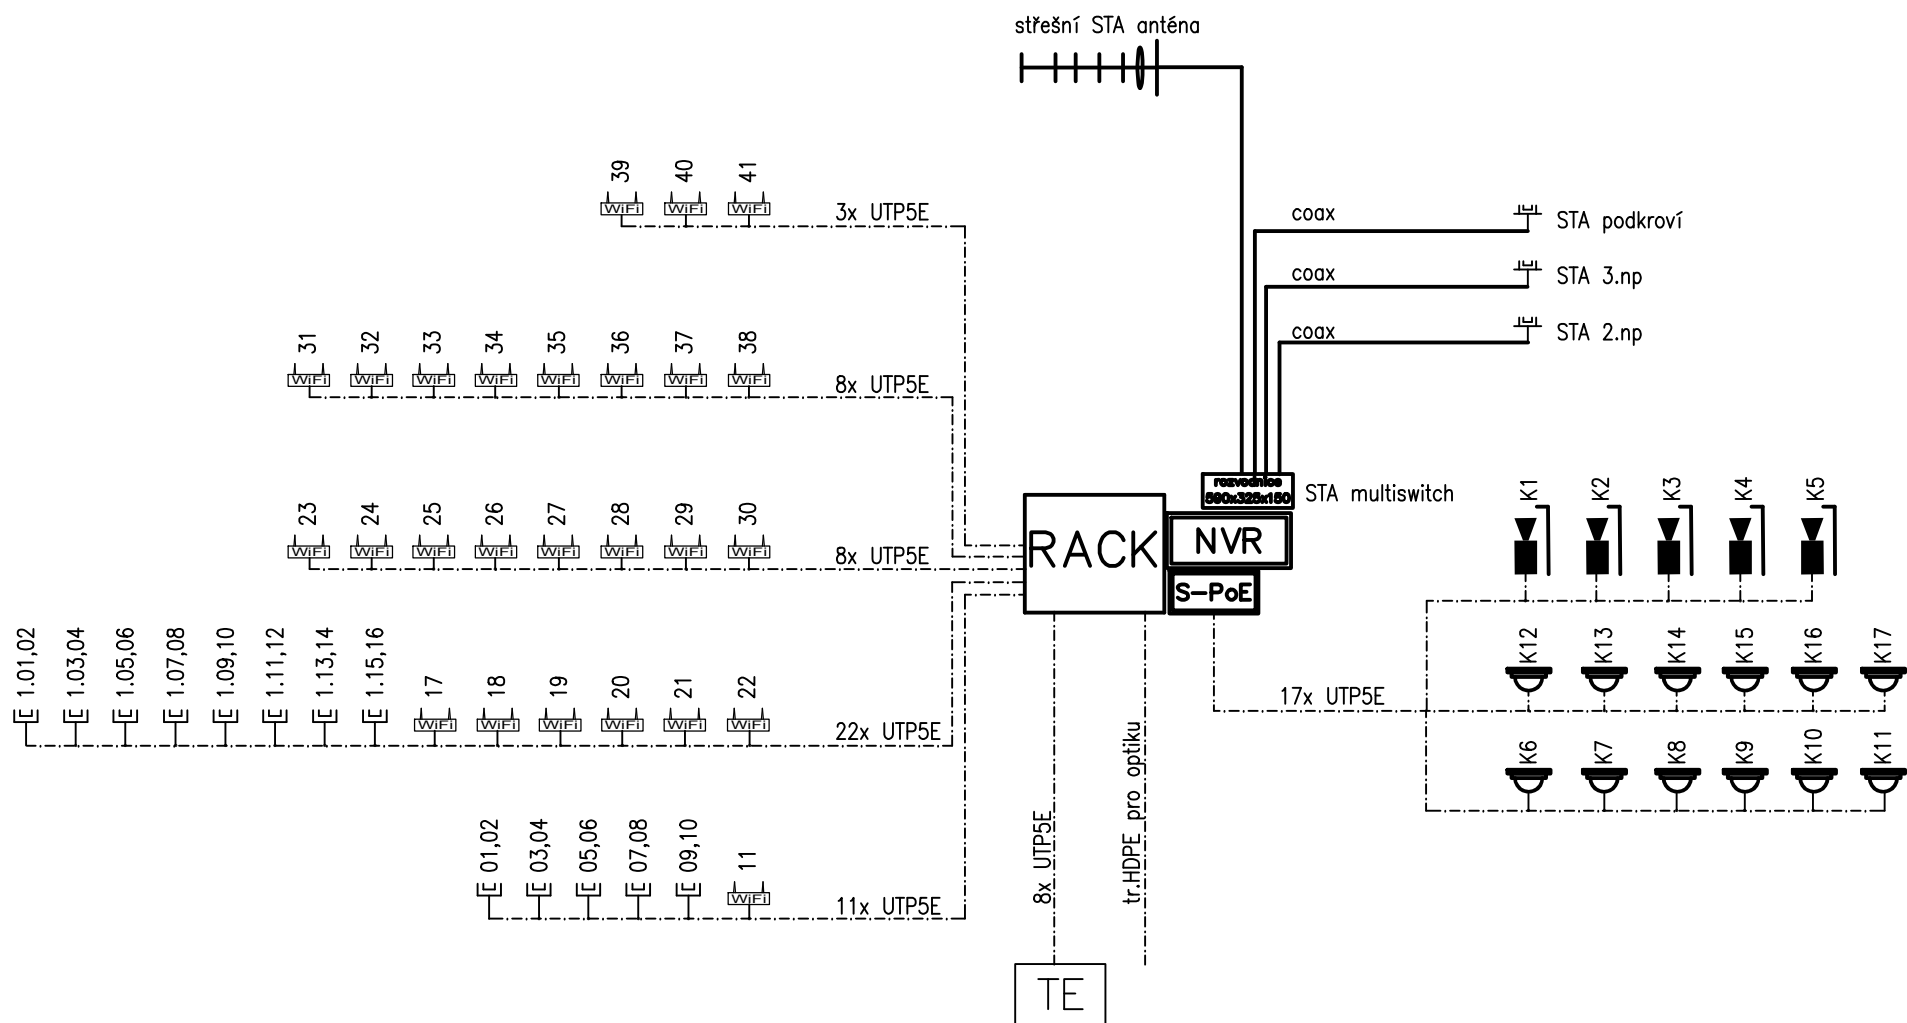 střešní STA anténa
39 40 41
WiFi WiFi WiFi
3x UTP5E
coax
STA podkroví
coax
STA 3.np
coax
STA 2.np
31 32 33 34 35 36 37 38
WiFi WiFi WiFi WiFi WiFi WiFi WiFi WiFi
8x UTP5E
rozvodnice
590x325x150
STA multiswitch
23 24 25 26 27 28 29 30
WiFi WiFi WiFi WiFi WiFi WiFi WiFi WiFi
8x UTP5E
RACK
NVR
S-PoE
K1 K2 K3 K4 K5
K12 K13 K14 K15 K16 K17
17x UTP5E
K6 K7 K8 K9 K10 K11
1.01,02 1.03,04 1.05,06 1.07,08 1.09,10 1.11,12 1.13,14 1.15,16 17 18 19 20 21 22
WiFi WiFi WiFi WiFi WiFi WiFi
22x UTP5E
01,02 03,04 05,06 07,08 09,10 11
WiFi
11x UTP5E
8x UTP5E
tr.HDPE pro optiku
TE